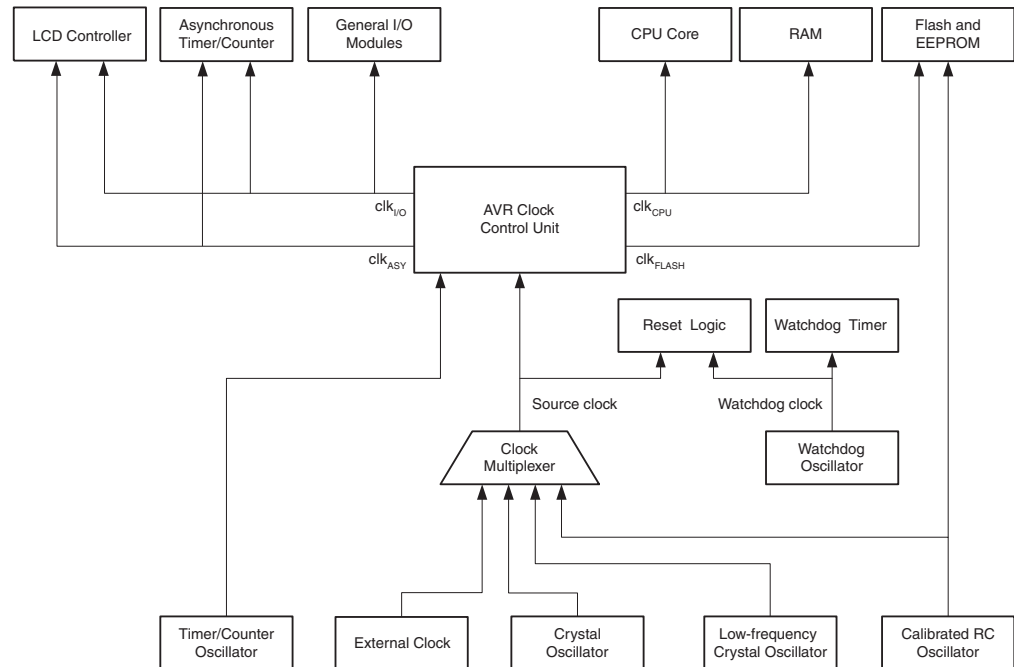 LCD Controller
Asynchronous
Timer/Counter
General I/O
Modules
CPU Core
RAM
Flash and
EEPROM
clkI/O
AVR Clock
Control Unit
clkCPU
clkASY
clkFLASH
Reset Logic
Watchdog Timer
Source clock
Watchdog clock
Clock
Multiplexer
Watchdog
Oscillator
Timer/Counter
Oscillator
External Clock
Crystal
Oscillator
Low-frequency
Crystal Oscillator
Calibrated RC
Oscillator